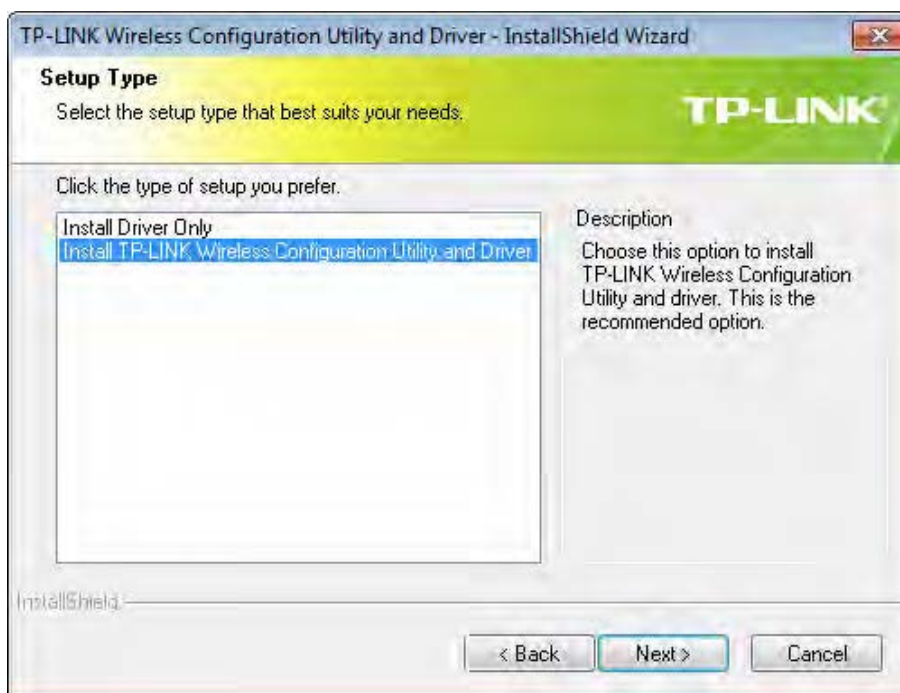 TP-LINK Wireless Configuration Utility and Driver - InstallShield Wizard
Setup Type
Select the setup type that best suits your needs.
TP-LINK
Click the type of setup you prefer.
Install Driver Only
Install TP-LINK Wireless Configuration Utility and Driver
Description
Choose this option to install
TP-LINK Wireless Configuration
Utility and driver. This is the
recommended option.
InstallShield
< Back
Next >
Cancel